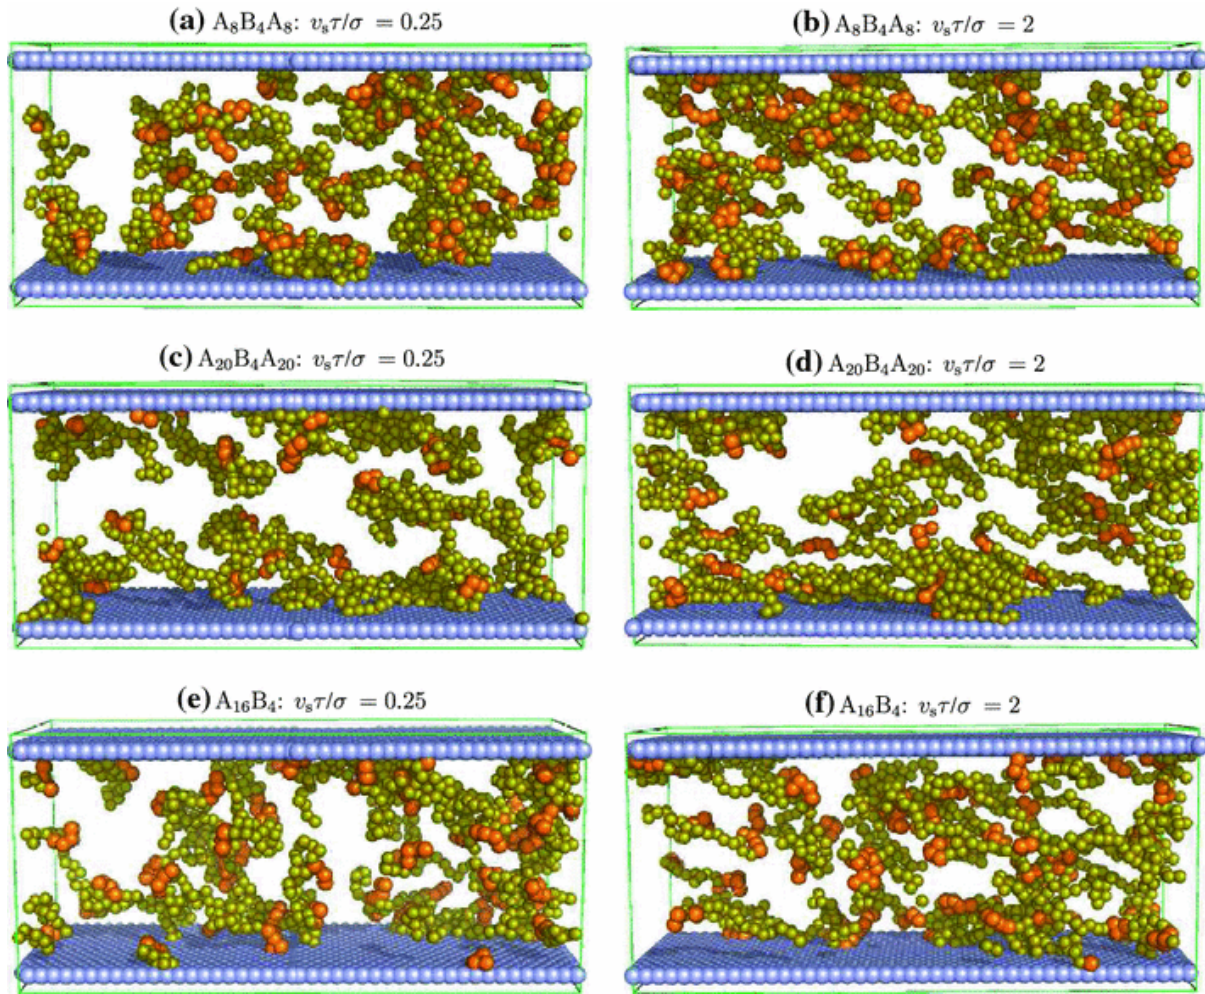 (a) A₈B₄A₈: vₛτ/σ = 0.25
(b) A₈B₄A₈: vₛτ/σ = 2
(c) A₂₀B₄A₂₀: vₛτ/σ = 0.25
(d) A₂₀B₄A₂₀: vₛτ/σ = 2
(e) A₁₆B₄: vₛτ/σ = 0.25
(f) A₁₆B₄: vₛτ/σ = 2